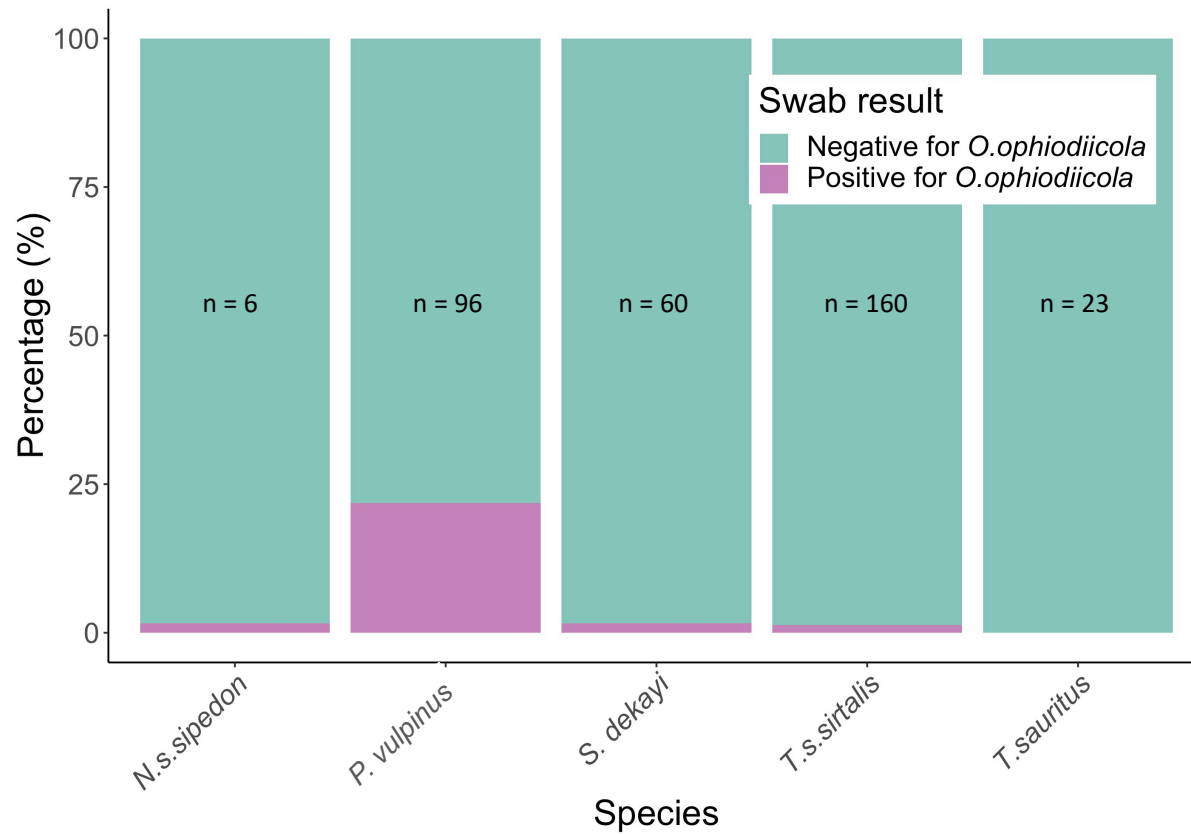 100
75
50
25
0
Percentage (%)
Swab result
Negative for O.ophiodiicola
Positive for O.ophiodiicola
n = 6
n = 96
n = 60
n = 160
n = 23
N.s.sipedon
P. vulpinus
S. dekayi
T.s.sirtalis
T.sauritus
Species